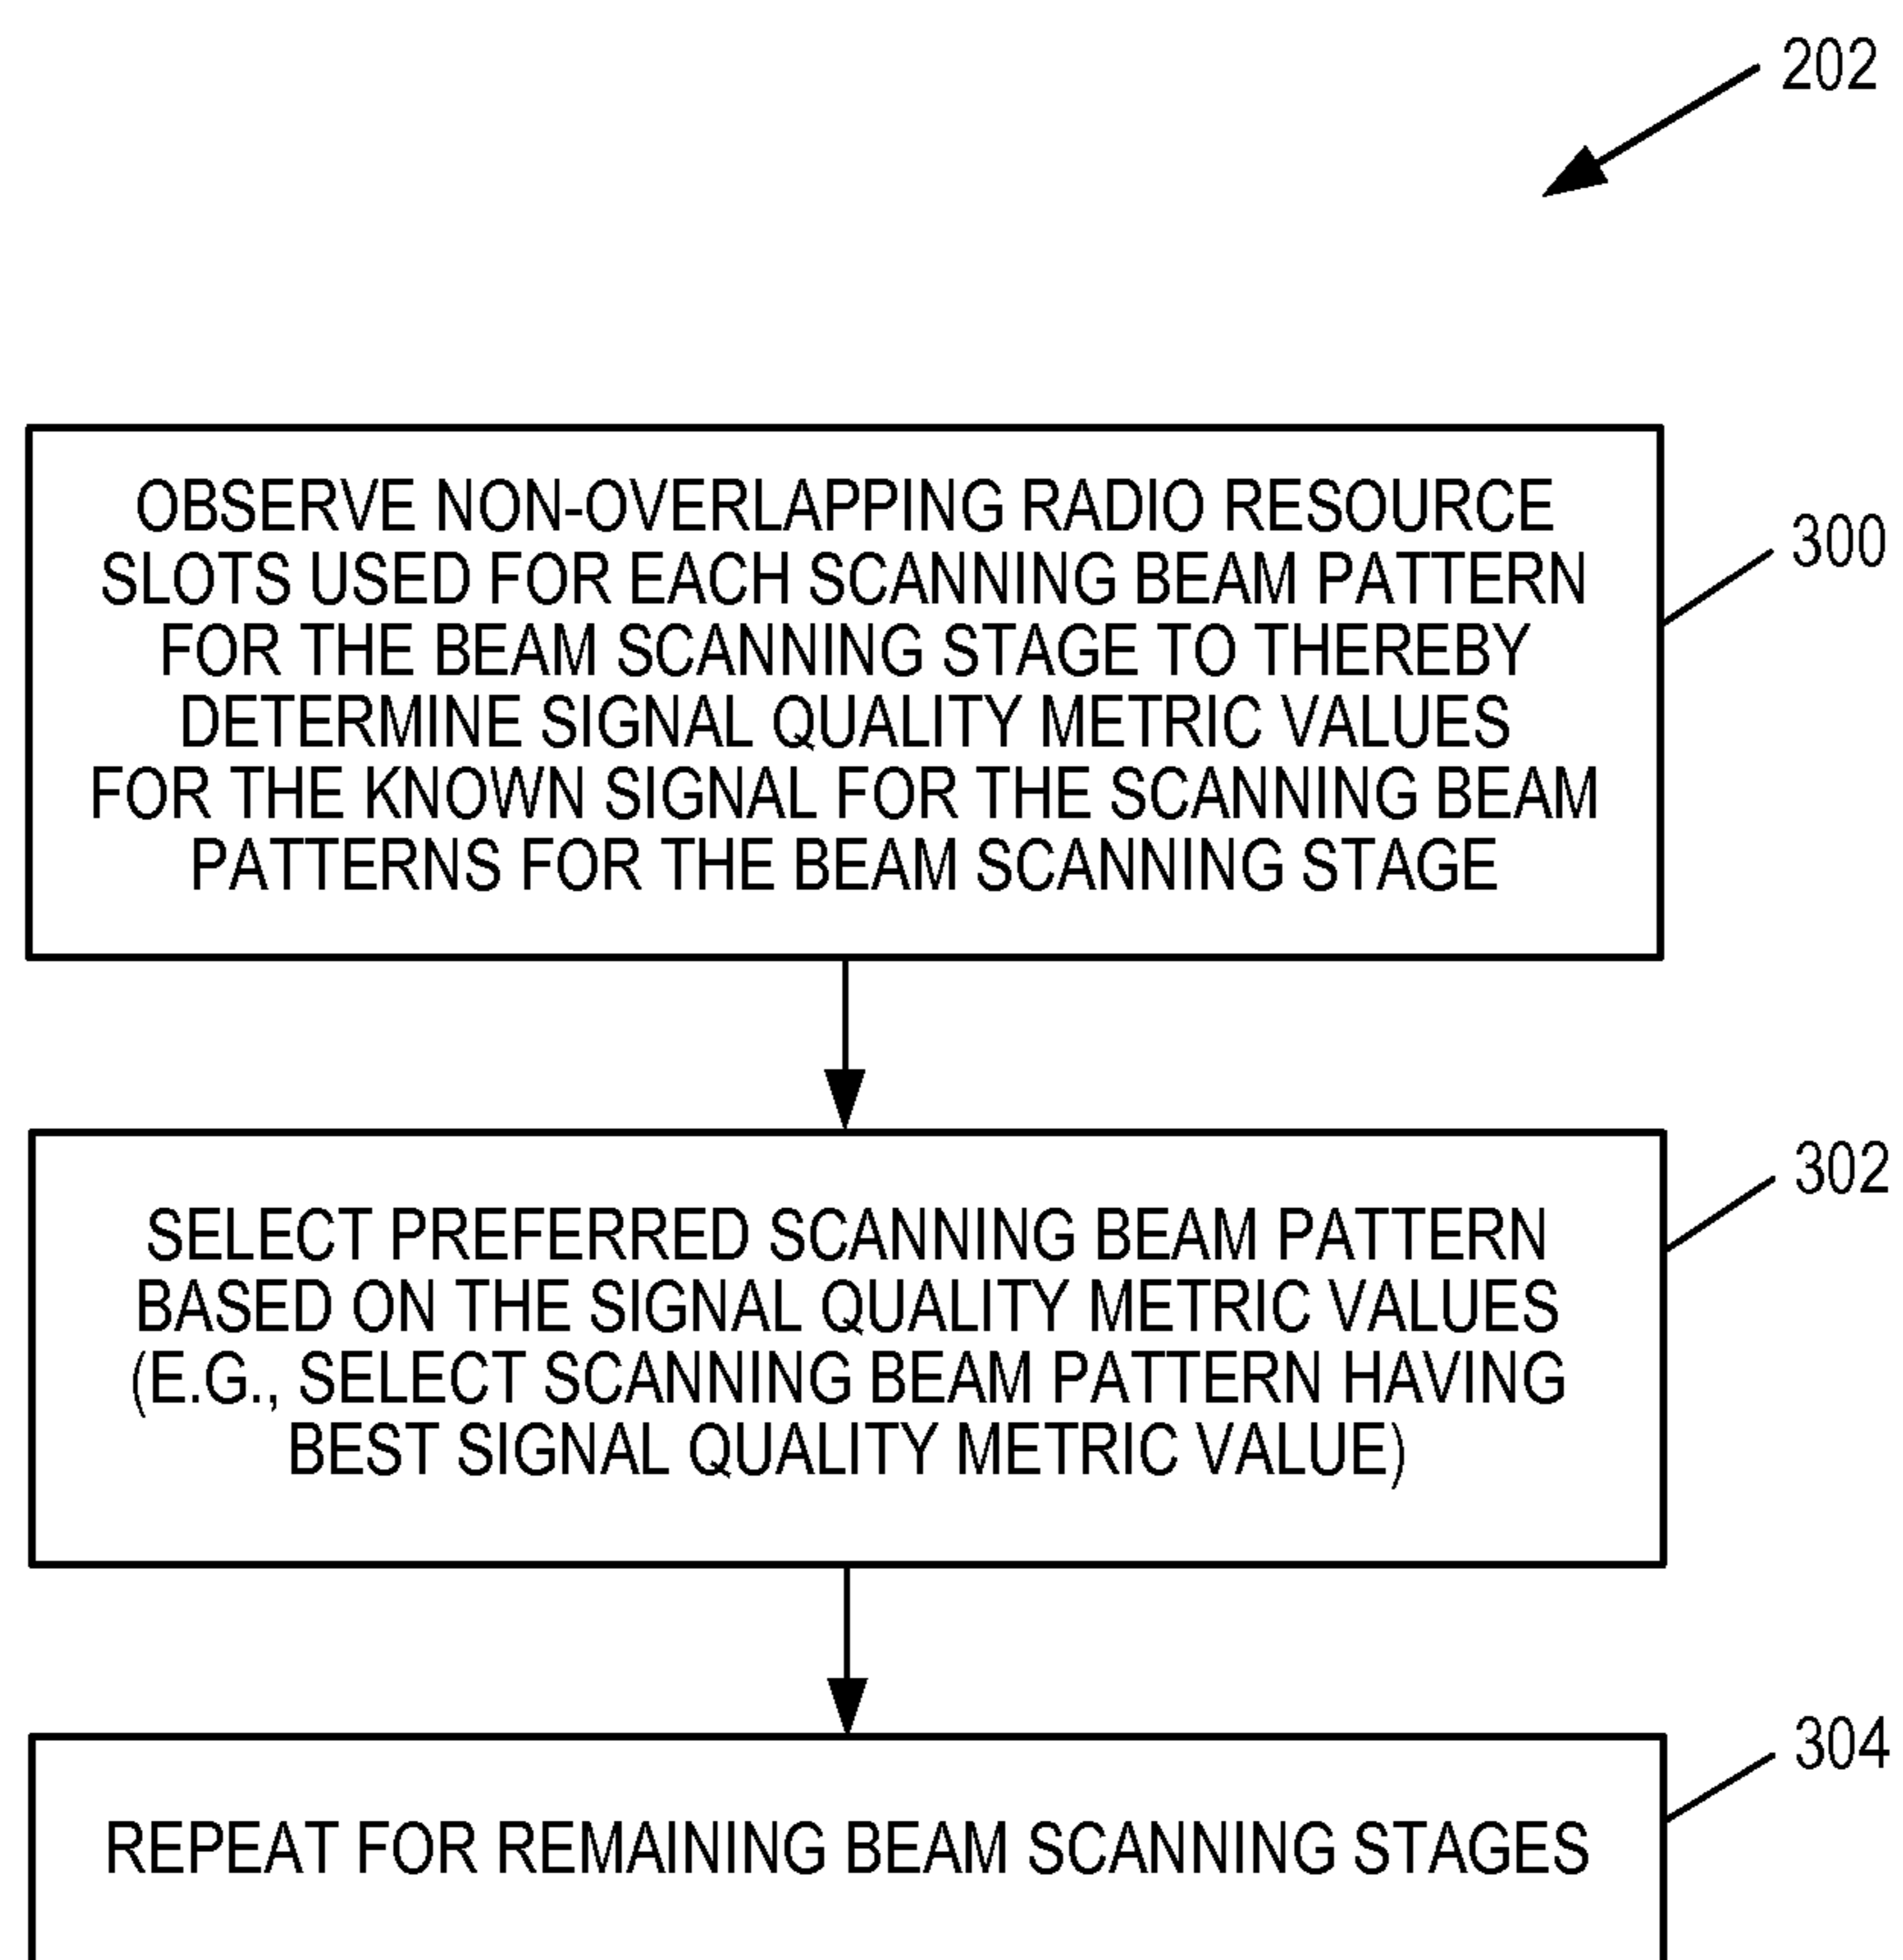 202
OBSERVE NON-OVERLAPPING RADIO RESOURCE
SLOTS USED FOR EACH SCANNING BEAM PATTERN
FOR THE BEAM SCANNING STAGE TO THEREBY
DETERMINE SIGNAL QUALITY METRIC VALUES
FOR THE KNOWN SIGNAL FOR THE SCANNING BEAM
PATTERNS FOR THE BEAM SCANNING STAGE
300
SELECT PREFERRED SCANNING BEAM PATTERN
BASED ON THE SIGNAL QUALITY METRIC VALUES
(E.G., SELECT SCANNING BEAM PATTERN HAVING
BEST SIGNAL QUALITY METRIC VALUE)
302
REPEAT FOR REMAINING BEAM SCANNING STAGES
304